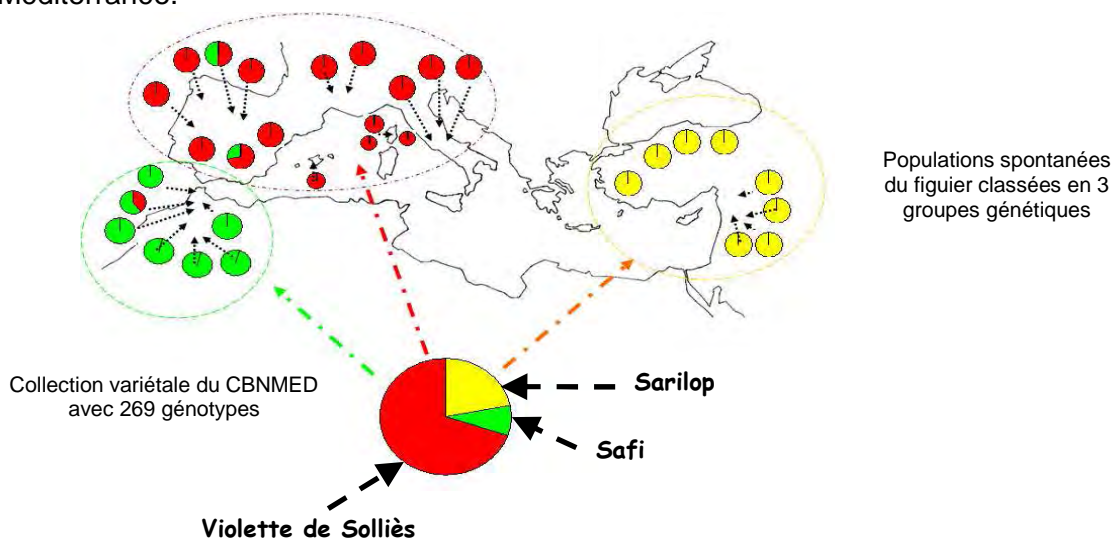 Méditerranée.
Populations spontanées
du figuier classées en 3
groupes génétiques
Collection variétale du CBNMED
avec 269 génotypes
Sarilop
Safi
Violette de Solliès